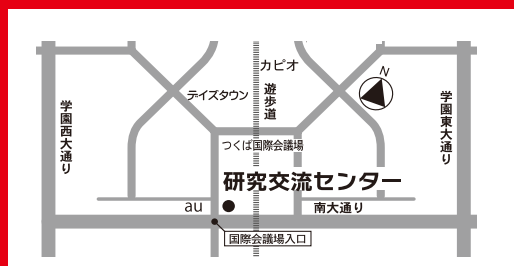 カピオ
N
デイズタウン
遊歩道
学園西大通り
学園東大通り
つくば国際会議場
研究交流センター
au
南大通り
国際会議場入口